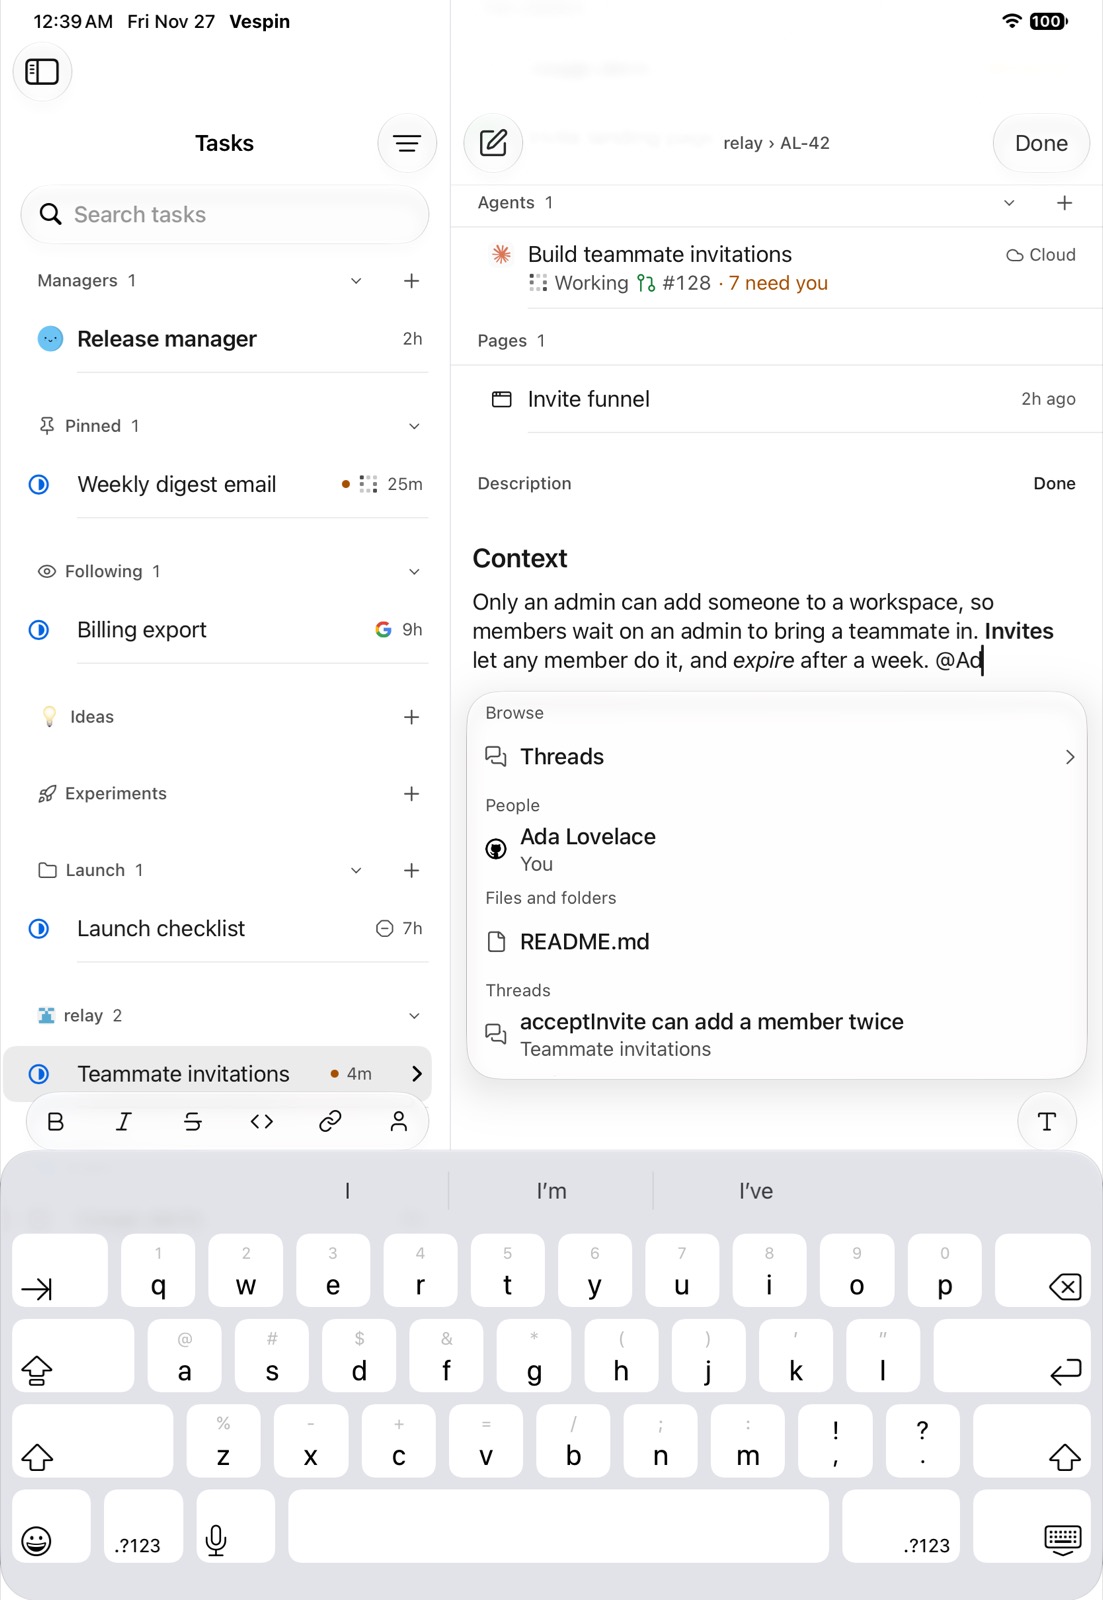 12:39 AM Fri Nov 27 Vespin
100
Tasks
Search tasks
Managers 1
Release manager 2h
Pinned 1
Weekly digest email 25m
Following 1
Billing export 9h
Ideas
Experiments
Launch 1
Launch checklist 7h
relay 2
Teammate invitations 4m
relay › AL-42
Done
Agents 1
Build teammate invitations Cloud
Working #128 · 7 need you
Pages 1
Invite funnel 2h ago
Description Done
Context
Only an admin can add someone to a workspace, so
members wait on an admin to bring a teammate in. Invites
let any member do it, and expire after a week. @Ad
Browse
Threads
People
Ada Lovelace
You
Files and folders
README.md
Threads
acceptInvite can add a member twice
Teammate invitations
B I S <> T
I I’m I’ve
1 2 3 4 5 6 7 8 9 0
q w e r t y u i o p
@ # $ & * ( ) ' "
a s d f g h j k l
% - + = / ; : ! ?
z x c v b n m , .
.?123 .?123